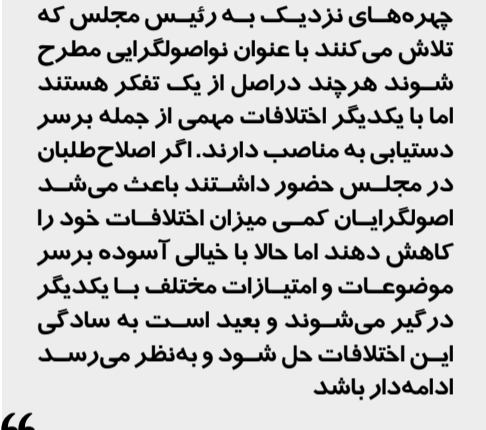 چهره‌های نزدیک به رئیس مجلس که
تلاش می‌کنند با عنوان نواصولگرایی مطرح
شوند هرچند دراصل از یک تفکر هستند
اما با یکدیگر اختلافات مهمی از جمله برسر
دستیابی به مناصب دارند. اگر اصلاح‌طلبان
در مجلس حضور داشتند باعث می‌شد
اصولگرایان کمی میزان اختلافات خود را
کاهش دهند اما حالا با خیالی آسوده برسر
موضوعات و امتیازات مختلف با یکدیگر
درگیر می‌شوند و بعید است به سادگی
این اختلافات حل شود و به‌نظر می‌رسد
ادامه‌دار باشد
“